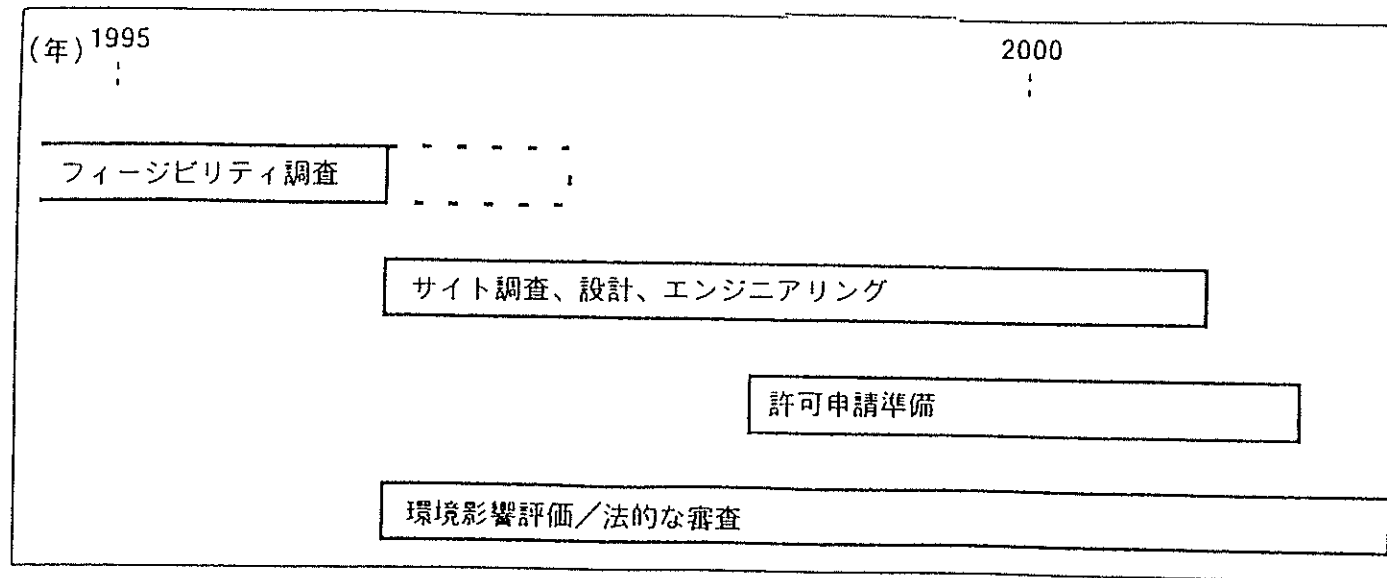 (年) 1995 2000
フィージビリティ調査
サイト調査、設計、エンジニアリング
許可申請準備
環境影響評価／法的な審査